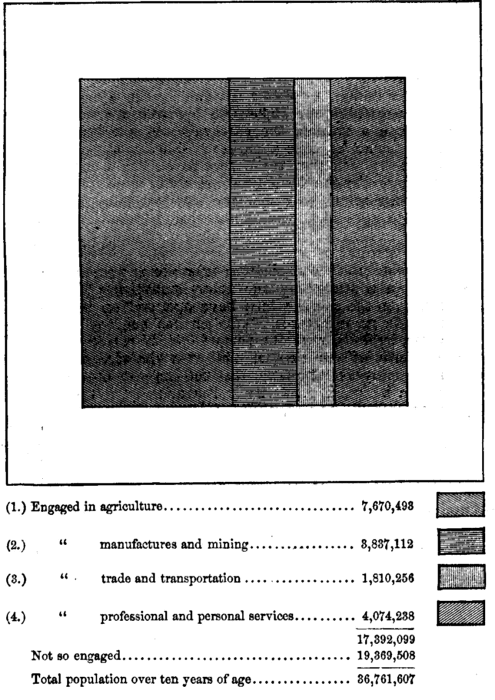 (1.) Engaged in agriculture............................... 7,670,493
(2.) “ manufactures and mining................. 3,837,112
(3.) “ trade and transportation .................. 1,810,256
(4.) “ professional and personal services.......... 4,074,238
17,392,099
Not so engaged..................................... 19,369,508
Total population over ten years of age................ 36,761,607